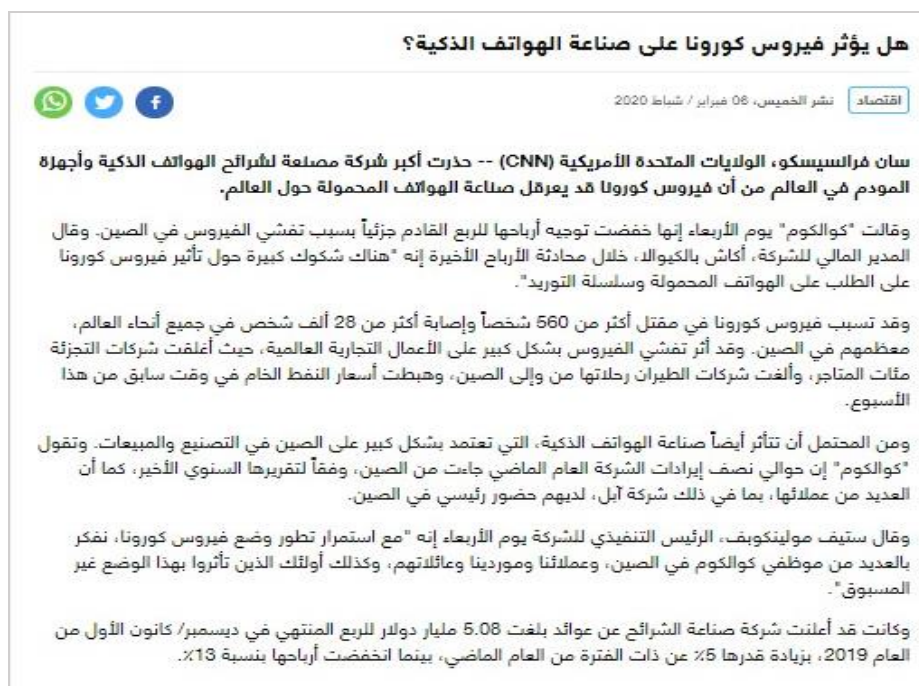 هل يؤثر فيروس كورونا على صناعة الهواتف الذكية؟
اقتصاد نشر الخميس، 06 فبراير / شباط 2020
سان فرانسيسكو، الولايات المتحدة الأمريكية (CNN) -- حذرت أكبر شركة مصنعة لشرائح الهواتف الذكية وأجهزة
المودم في العالم من أن فيروس كورونا قد يعرقل صناعة الهواتف المحمولة حول العالم.
وقالت "كوالكوم" يوم الأربعاء إنها خفضت توجيه أرباحها للربع القادم جزئياً بسبب تفشي الفيروس في الصين. وقال
المدير المالي للشركة، أكاش بالكيوالا، خلال محادثة الأرباح الأخيرة إنه "هناك شكوك كبيرة حول تأثير فيروس كورونا
على الطلب على الهواتف المحمولة وسلسلة التوريد".
وقد تسبب فيروس كورونا في مقتل أكثر من 560 شخصاً وإصابة أكثر من 28 ألف شخص في جميع أنحاء العالم،
معظمهم في الصين. وقد أثر تفشي الفيروس بشكل كبير على الأعمال التجارية العالمية، حيث أغلقت شركات التجزئة
مئات المتاجر، وألغت شركات الطيران رحلاتها من وإلى الصين، وهبطت أسعار النفط الخام في وقت سابق من هذا
الأسبوع.
ومن المحتمل أن تتأثر أيضاً صناعة الهواتف الذكية، التي تعتمد بشكل كبير على الصين في التصنيع والمبيعات. وتقول
"كوالكوم" إن حوالي نصف إيرادات الشركة العام الماضي جاءت من الصين، وفقاً لتقريرها السنوي الأخير، كما أن
العديد من عملائها، بما في ذلك شركة آبل، لديهم حضور رئيسي في الصين.
وقال ستيف مولينكوبف، الرئيس التنفيذي للشركة يوم الأربعاء إنه "مع استمرار تطور وضع فيروس كورونا، نفكر
بالعديد من موظفي كوالكوم في الصين، وعملائنا وموردينا وعائلاتهم، وكذلك أولئك الذين تأثروا بهذا الوضع غير
المسبوق".
وكانت قد أعلنت شركة صناعة الشرائح عن عوائد بلغت 5.08 مليار دولار للربع المنتهي في ديسمبر/ كانون الأول من
العام 2019، بزيادة قدرها 5٪ عن ذات الفترة من العام الماضي، بينما انخفضت أرباحها بنسبة 13٪.